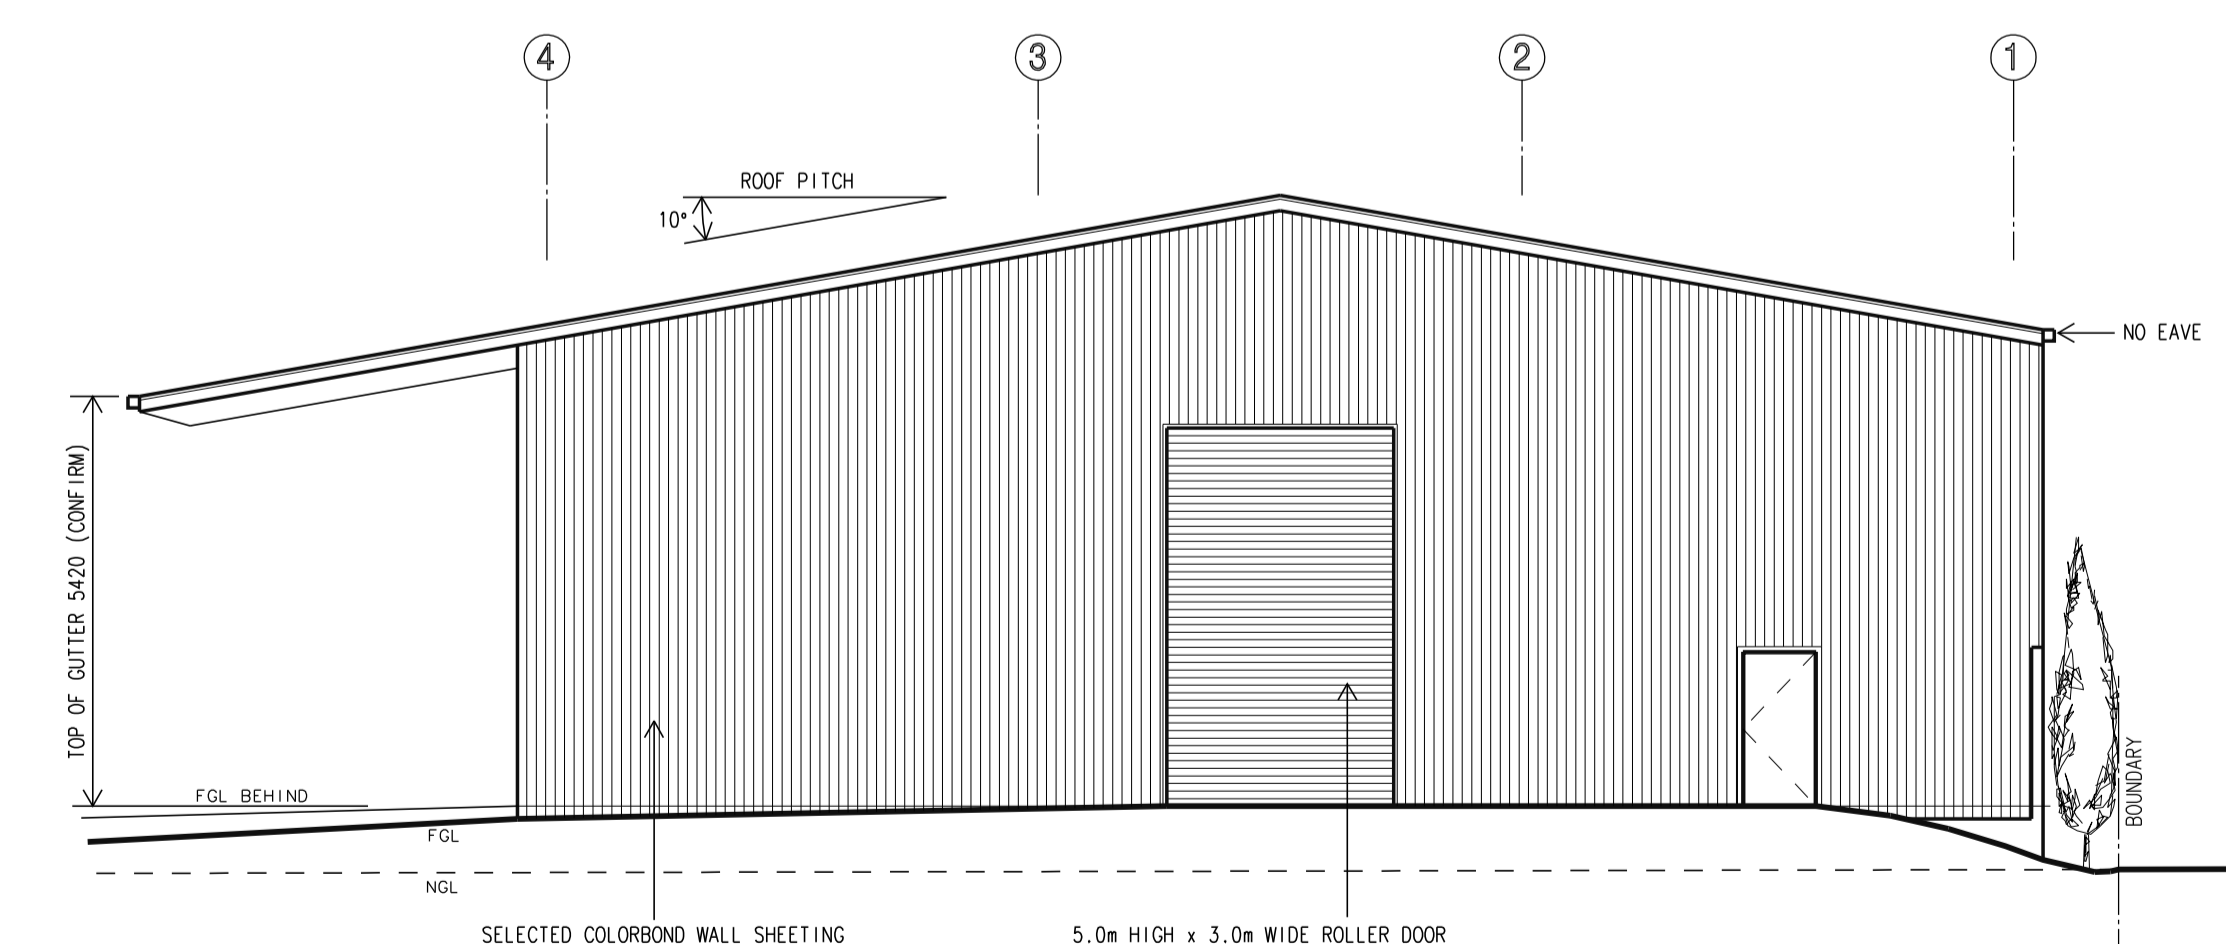 4 3 2 1
ROOF PITCH
10°
NO EAVE
TOP OF GUTTER 5420 (CONFIRM)
FGL BEHIND
FGL
NGL
BOUNDARY
SELECTED COLORBOND WALL SHEETING
5.0m HIGH x 3.0m WIDE ROLLER DOOR